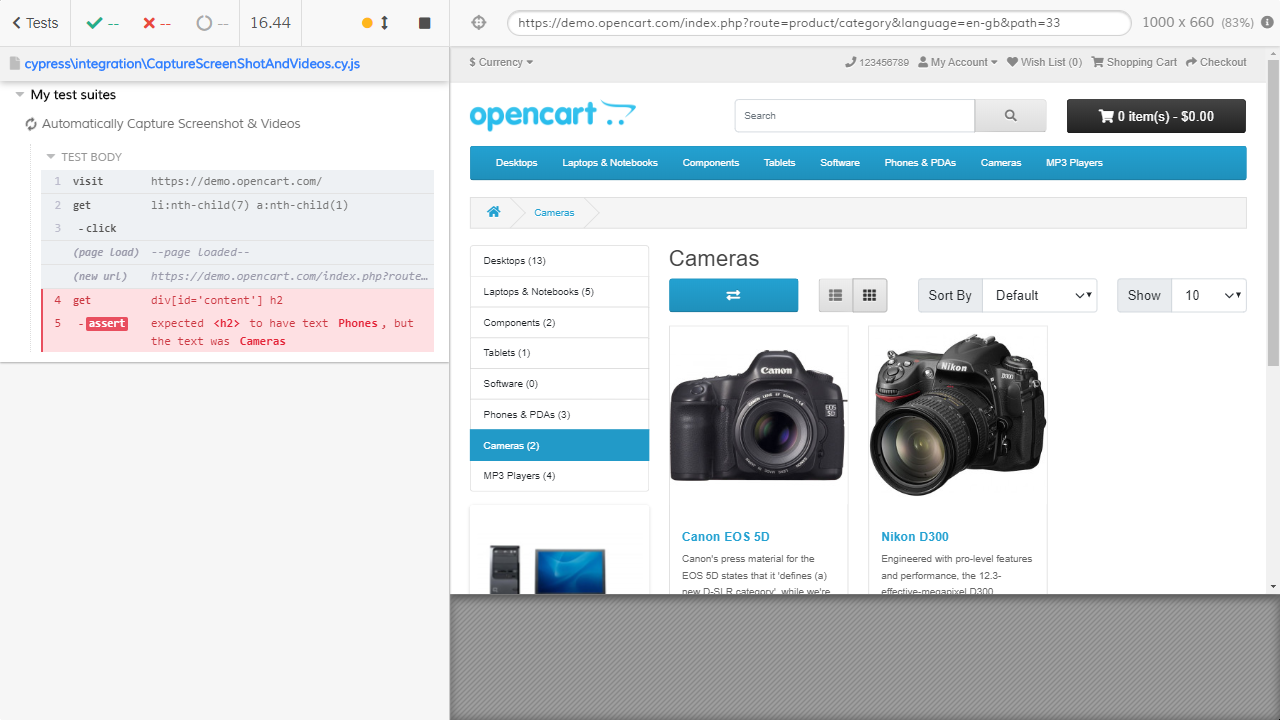 Tests -- -- -- 16.44
https://demo.opencart.com/index.php?route=product/category&language=en-gb&path=33
1000 x 660 (83%)
cypress\integration\CaptureScreenShotAndVideos.cy.js
My test suites
Automatically Capture Screenshot & Videos
TEST BODY
1 visit https://demo.opencart.com/
2 get li:nth-child(7) a:nth-child(1)
3 -click
(page load) --page loaded--
(new url) https://demo.opencart.com/index.php?route…
4 get div[id='content'] h2
5 -assert expected <h2> to have text Phones, but
the text was Cameras
$ Currency
123456789 My Account Wish List (0) Shopping Cart Checkout
opencart
Search
0 item(s) - $0.00
Desktops Laptops & Notebooks Components Tablets Software Phones & PDAs Cameras MP3 Players
Cameras
Desktops (13)
Laptops & Notebooks (5)
Components (2)
Tablets (1)
Software (0)
Phones & PDAs (3)
Cameras (2)
MP3 Players (4)
Cameras
Sort By Default
Show 10
Canon
EOS
5D
Nikon
D300
Canon EOS 5D
Canon's press material for the
EOS 5D states that it 'defines (a)
new D-SLR category', while we're
Nikon D300
Engineered with pro-level features
and performance, the 12.3-
effective-megapixel D300